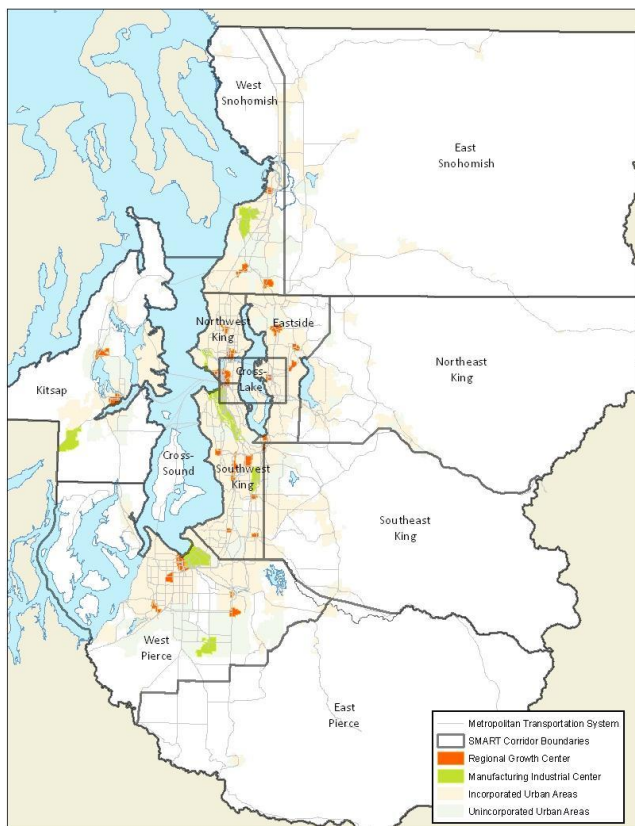 West
Snohomish
East
Snohomish
Northwest
King
Eastside
Northeast
King
Cross-
Lake
Kitsap
Cross-
Sound
Southwest
King
Southeast
King
West
Pierce
East
Pierce
Metropolitan Transportation System
SMART Corridor Boundaries
Regional Growth Center
Manufacturing Industrial Center
Incorporated Urban Areas
Unincorporated Urban Areas